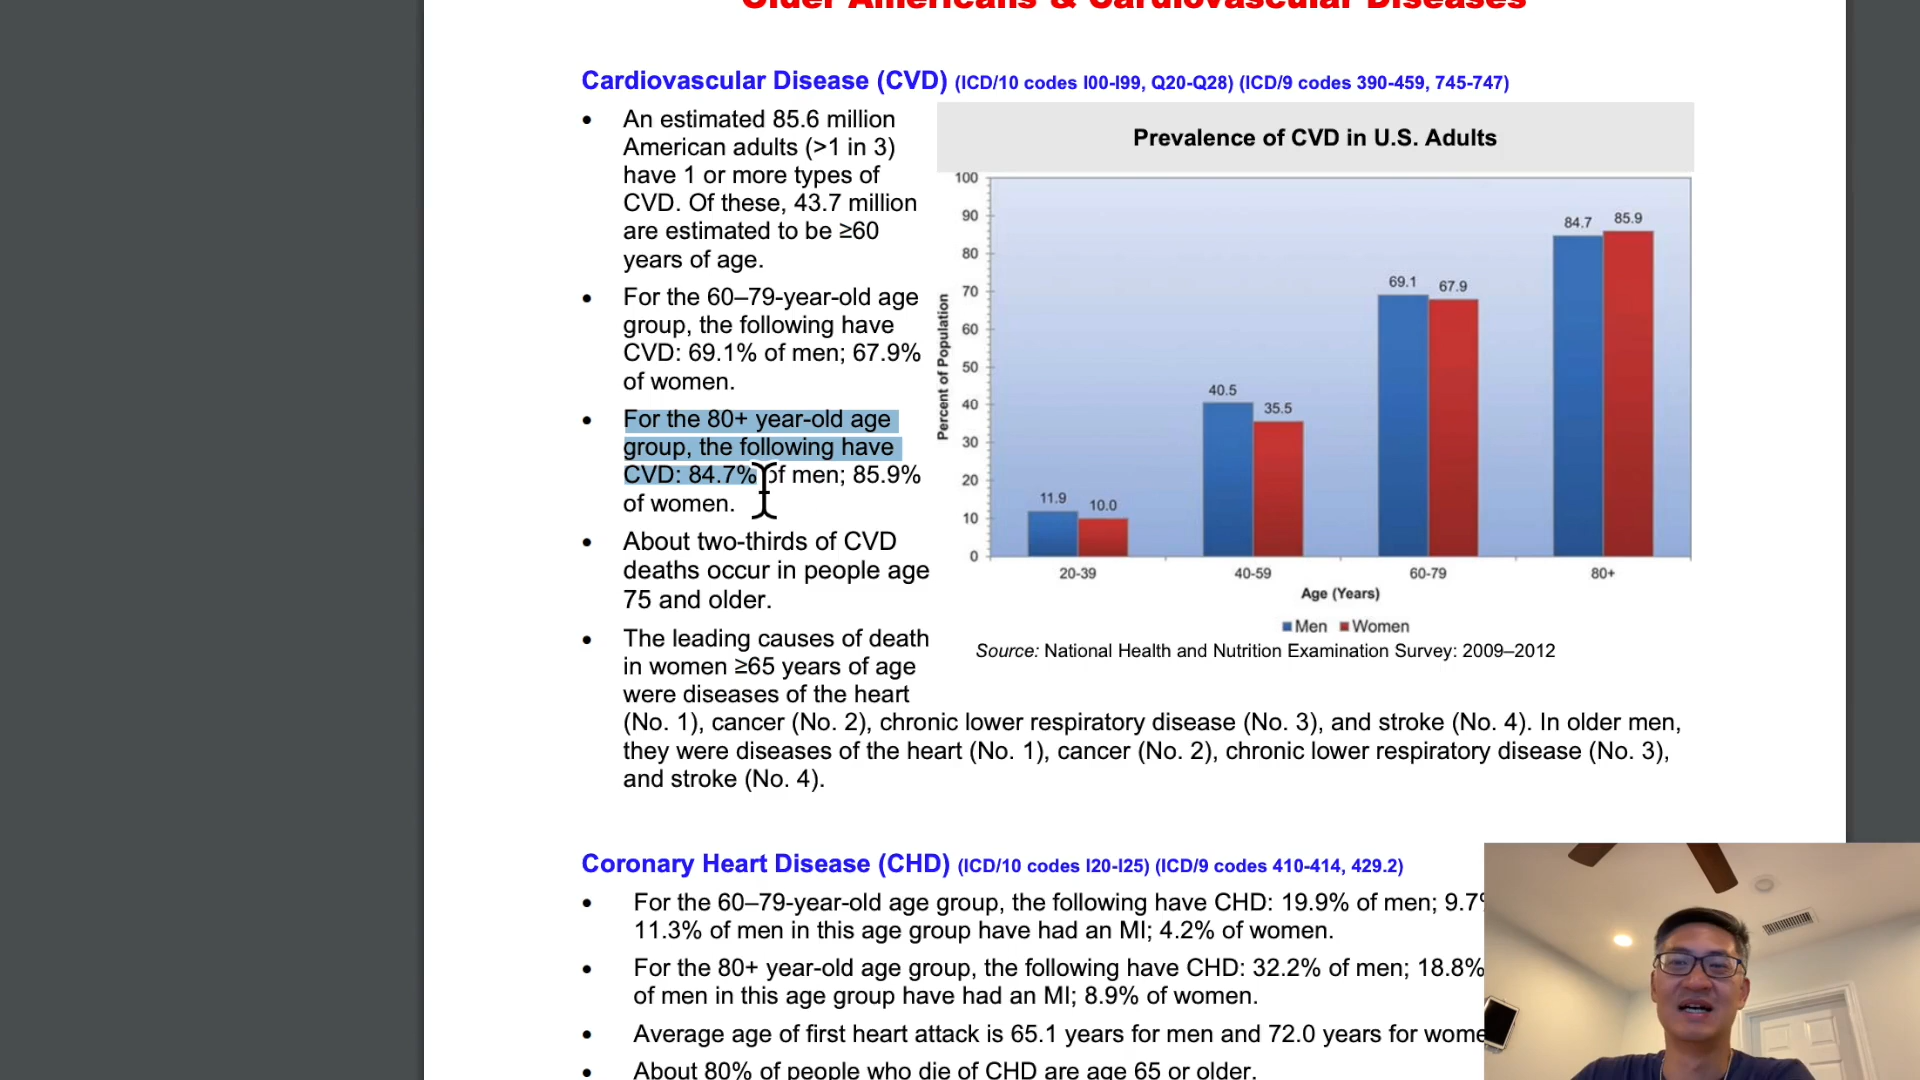 Older Americans & Cardiovascular Diseases
Cardiovascular Disease (CVD) (ICD/10 codes I00-I99, Q20-Q28) (ICD/9 codes 390-459, 745-747)
• An estimated 85.6 million
American adults (>1 in 3)
have 1 or more types of
CVD. Of these, 43.7 million
are estimated to be ≥60
years of age.
• For the 60–79-year-old age
group, the following have
CVD: 69.1% of men; 67.9%
of women.
• For the 80+ year-old age
group, the following have
CVD: 84.7% of men; 85.9%
of women.
• About two-thirds of CVD
deaths occur in people age
75 and older.
• The leading causes of death
in women ≥65 years of age
were diseases of the heart
(No. 1), cancer (No. 2), chronic lower respiratory disease (No. 3), and stroke (No. 4). In older men,
they were diseases of the heart (No. 1), cancer (No. 2), chronic lower respiratory disease (No. 3),
and stroke (No. 4).
Prevalence of CVD in U.S. Adults
Percent of Population
100
90
80
70
60
50
40
30
20
10
0
11.9
10.0
40.5
35.5
69.1
67.9
84.7
85.9
20-39
40-59
60-79
80+
Age (Years)
Men Women
Source: National Health and Nutrition Examination Survey: 2009–2012
Coronary Heart Disease (CHD) (ICD/10 codes I20-I25) (ICD/9 codes 410-414, 429.2)
• For the 60–79-year-old age group, the following have CHD: 19.9% of men; 9.7%
11.3% of men in this age group have had an MI; 4.2% of women.
• For the 80+ year-old age group, the following have CHD: 32.2% of men; 18.8%
of men in this age group have had an MI; 8.9% of women.
• Average age of first heart attack is 65.1 years for men and 72.0 years for wome
• About 80% of people who die of CHD are age 65 or older.